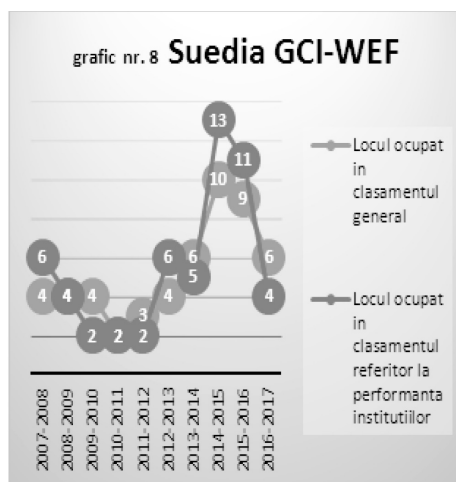 grafic nr. 8 Suedia GCI-WEF
13
11
10
9
6 6 6 6
5
4 4 4 4 4
3
2 2 2
2007-2008
2008-2009
2009-2010
2010-2011
2011-2012
2012-2013
2013-2014
2014-2015
2015-2016
2016-2017
Locul ocupat
in
clasamentul
general
Locul ocupat
in
clasamentul
referitor la
performanta
institutiilor